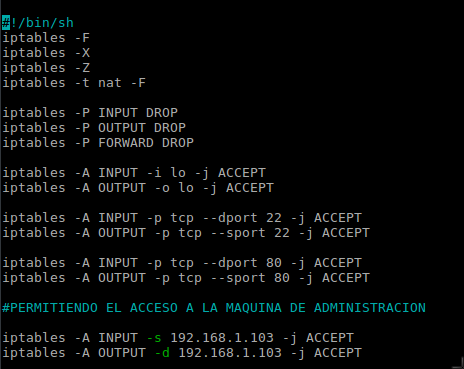 #!/bin/sh
iptables -F
iptables -X
iptables -Z
iptables -t nat -F
iptables -P INPUT DROP
iptables -P OUTPUT DROP
iptables -P FORWARD DROP
iptables -A INPUT -i lo -j ACCEPT
iptables -A OUTPUT -o lo -j ACCEPT
iptables -A INPUT -p tcp --dport 22 -j ACCEPT
iptables -A OUTPUT -p tcp --sport 22 -j ACCEPT
iptables -A INPUT -p tcp --dport 80 -j ACCEPT
iptables -A OUTPUT -p tcp --sport 80 -j ACCEPT
#PERMITIENDO EL ACCESO A LA MAQUINA DE ADMINISTRACION
iptables -A INPUT -s 192.168.1.103 -j ACCEPT
iptables -A OUTPUT -d 192.168.1.103 -j ACCEPT